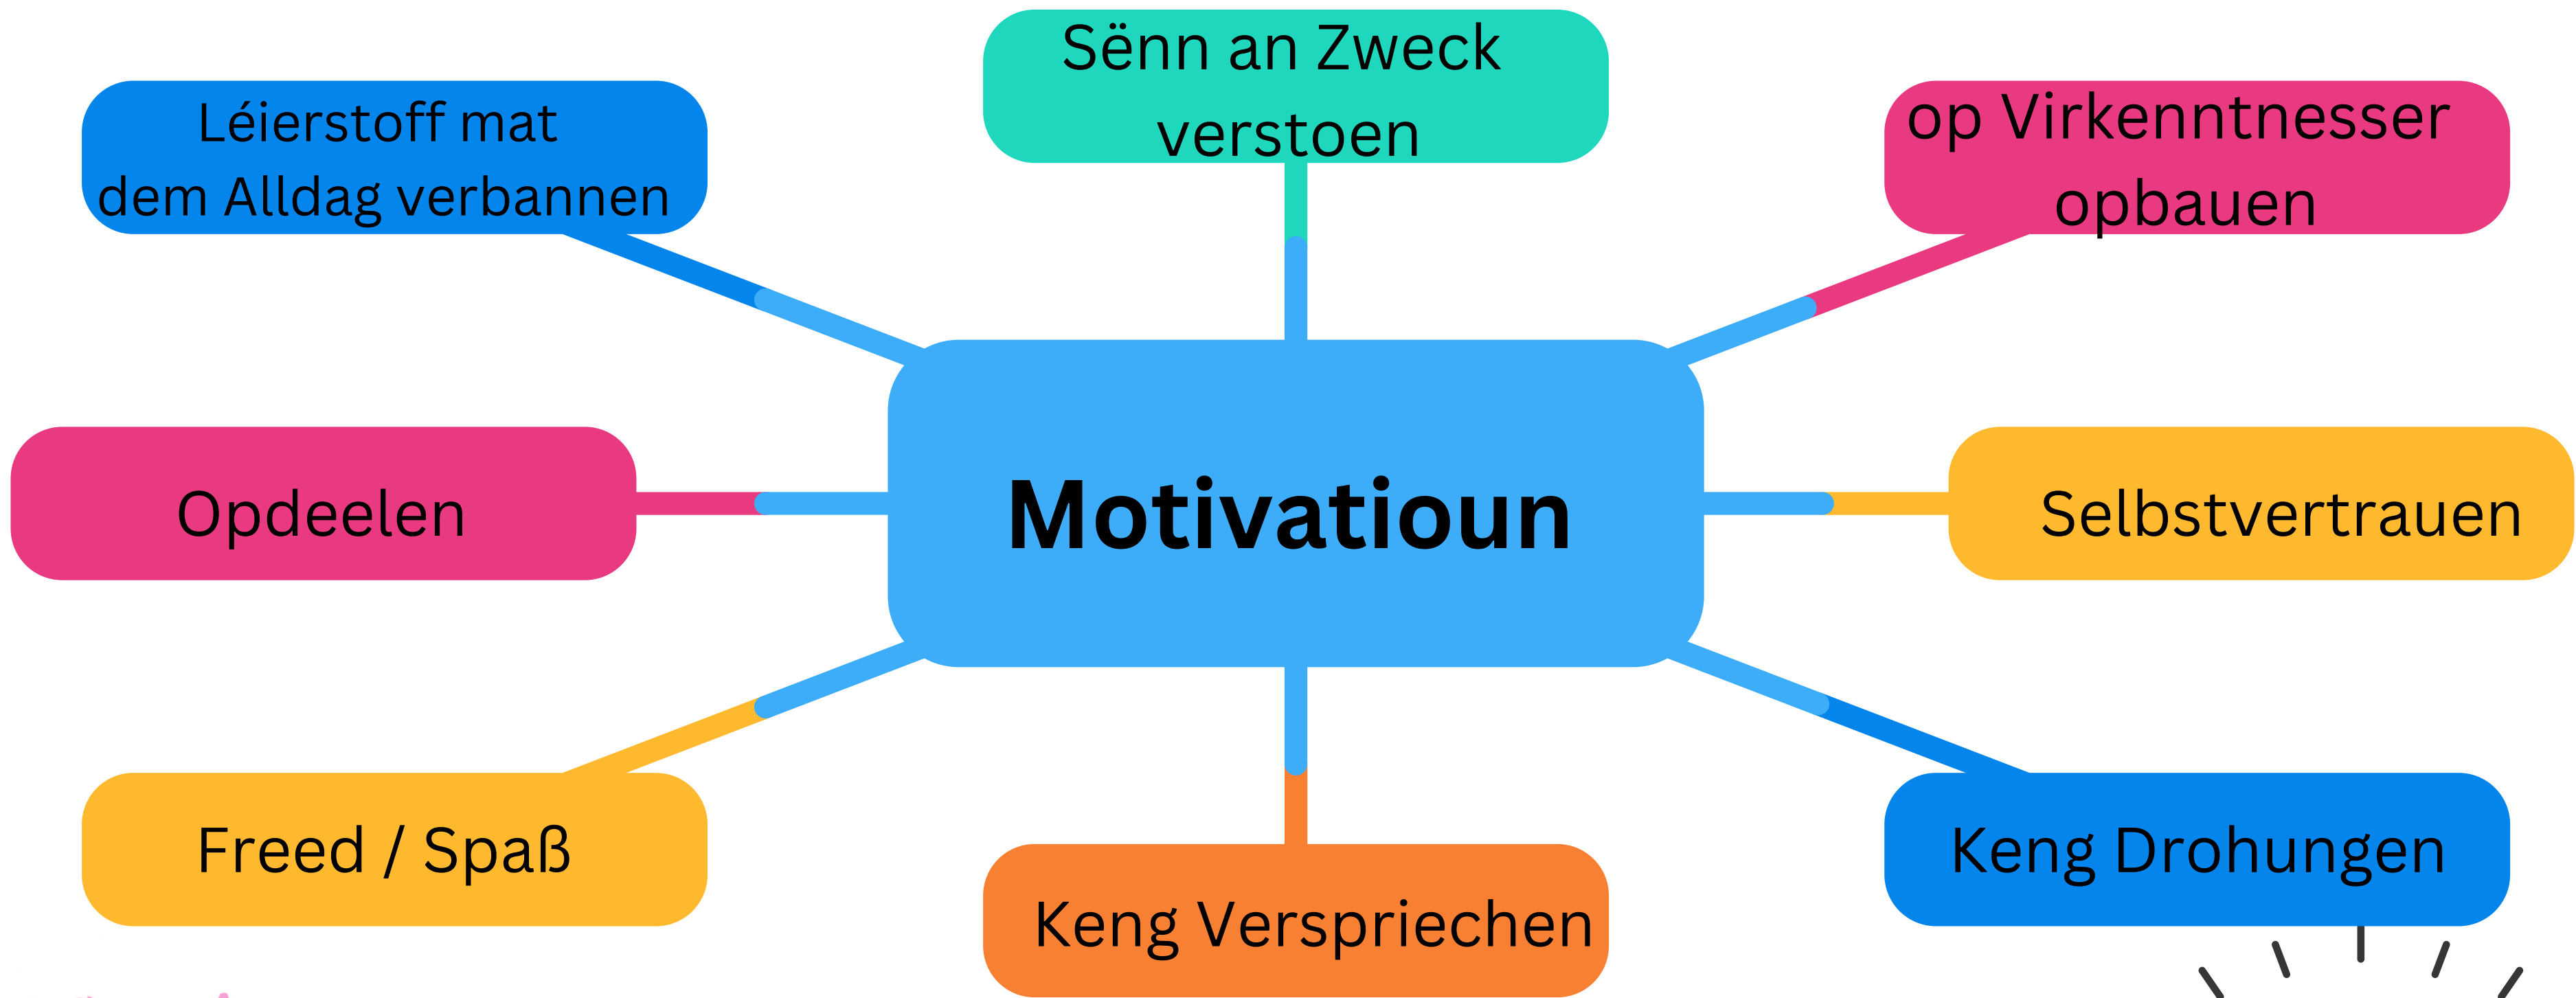 Sënn an Zweck
verstoen
Léierstoff mat
dem Alldag verbannen
op Virkenntnesser
opbauen
Opdeelen
Motivatioun
Selbstvertrauen
Freed / Spaß
Keng Verspriechen
Keng Drohungen